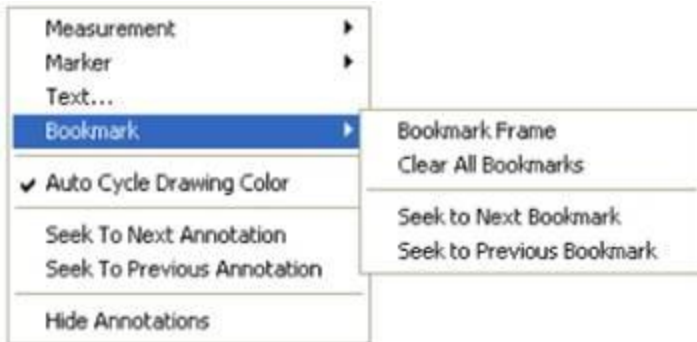 Measurement
Marker
Text...
Bookmark
Auto Cycle Drawing Color
Seek To Next Annotation
Seek To Previous Annotation
Hide Annotations
Bookmark Frame
Clear All Bookmarks
Seek to Next Bookmark
Seek to Previous Bookmark